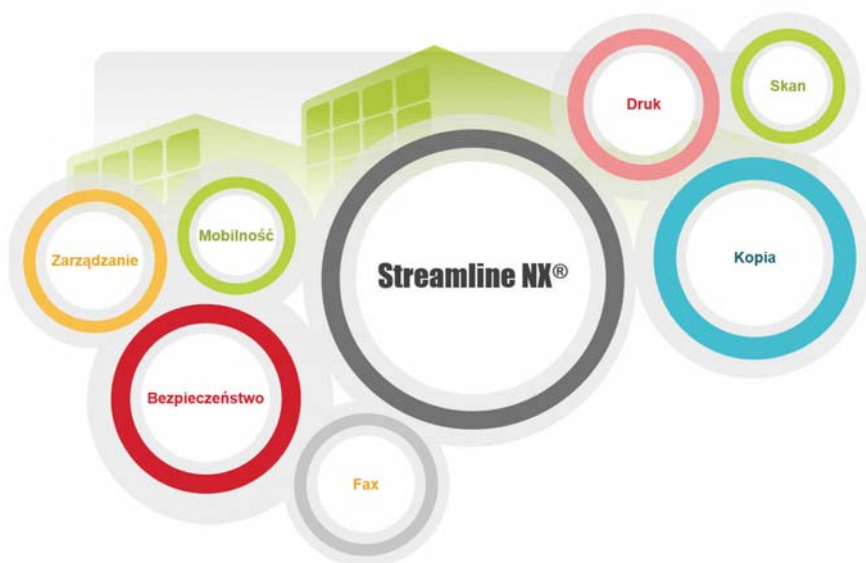 Druk
Skan
Mobilność
Zarządzanie
Streamline NX®
Kopia
Bezpieczeństwo
Fax